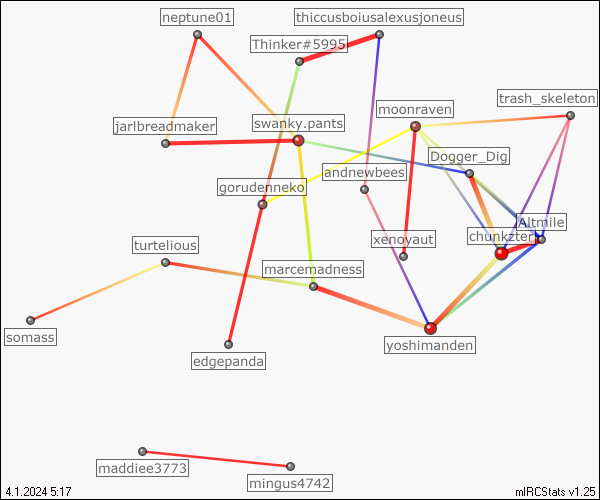 neptune01
thiccusboiusalexusjoneus
Thinker#5995
trash_skeleton
moonraven
jarlbreadmaker
swanky.pants
Dogger_Dig
andnewbees
gorudenneko
Altmile
chunkzter
xenoyaut
turtelious
marcemadness
somass
yoshimanden
edgepanda
maddiee3773
mingus4742
4.1.2024 5:17
mIRCStats v1.25